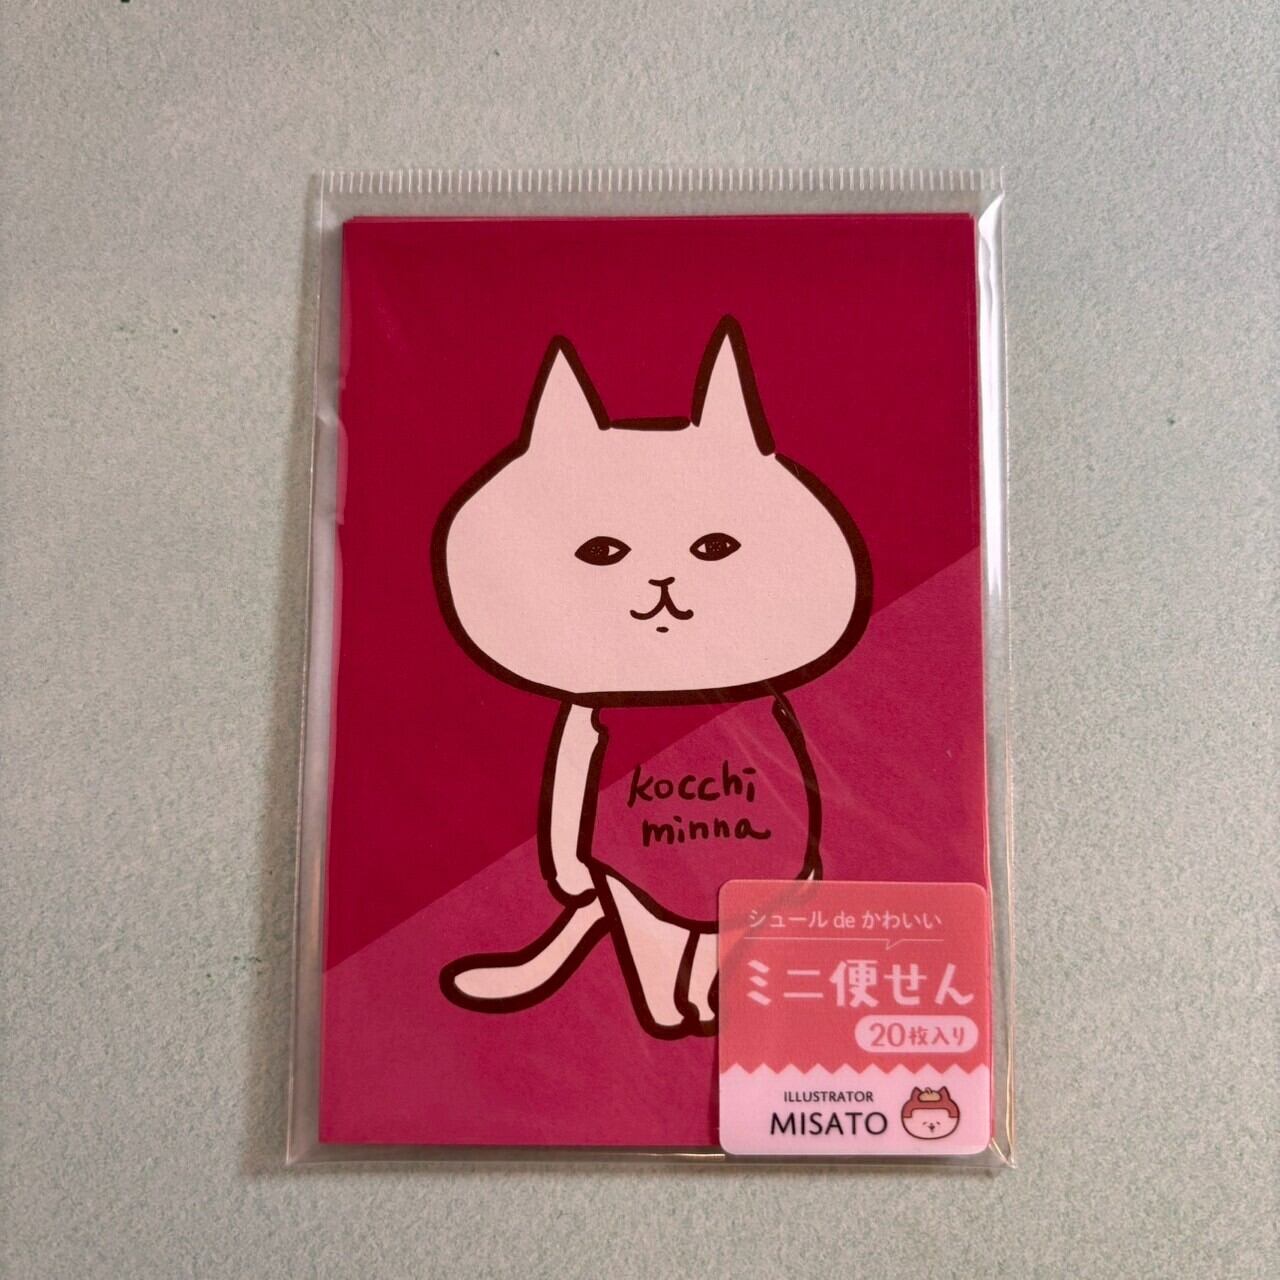 kocchi
minna
シュール de かわいい
ミニ便せん
20枚入り
ILLUSTRATOR
MISATO